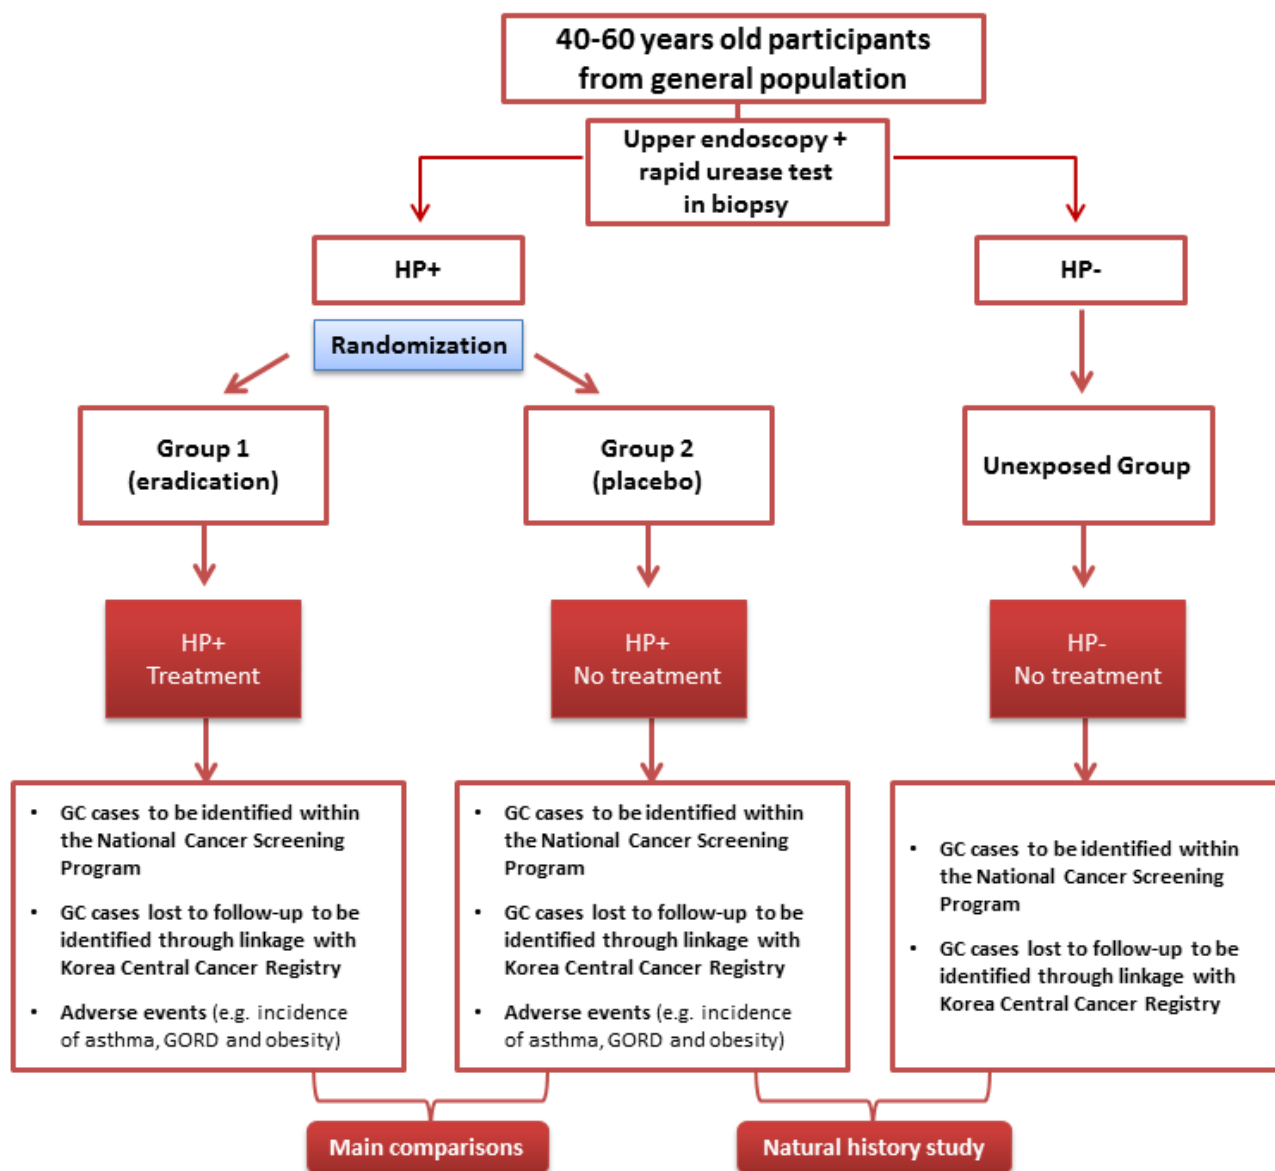 40-60 years old participants
from general population
Upper endoscopy +
rapid urease test
in biopsy
HP+
HP-
Randomization
Group 1
(eradication)
Group 2
(placebo)
Unexposed Group
HP+
Treatment
HP+
No treatment
HP-
No treatment
• GC cases to be identified within
the National Cancer Screening
Program
• GC cases lost to follow-up to be
identified through linkage with
Korea Central Cancer Registry
• Adverse events (e.g. incidence
of asthma, GORD and obesity)
• GC cases to be identified within
the National Cancer Screening
Program
• GC cases lost to follow-up to be
identified through linkage with
Korea Central Cancer Registry
• Adverse events (e.g. incidence
of asthma, GORD and obesity)
• GC cases to be identified within
the National Cancer Screening
Program
• GC cases lost to follow-up to be
identified through linkage with
Korea Central Cancer Registry
Main comparisons
Natural history study